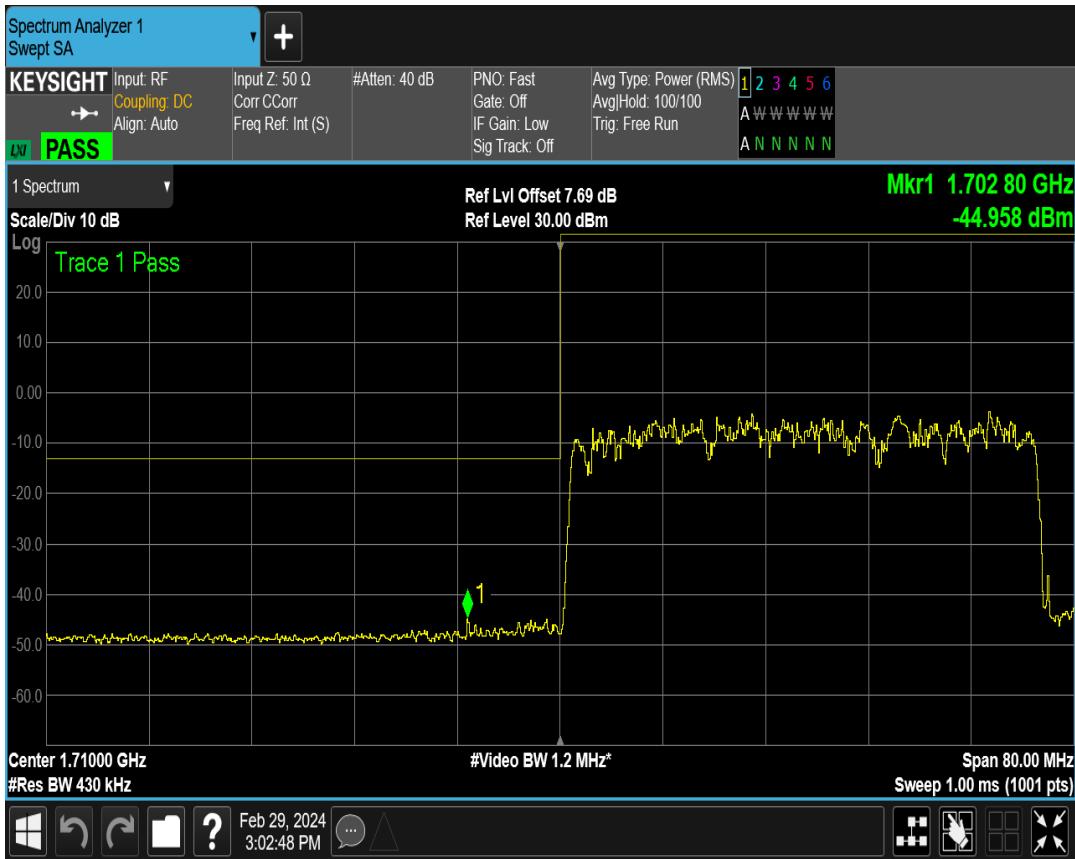 Spectrum Analyzer 1
Swept SA
+
KEYSIGHT
LXI PASS
Input: RF
Coupling: DC
Align: Auto
Input Z: 50 Ω
Corr CCorr
Freq Ref: Int (S)
#Atten: 40 dB
PNO: Fast
Gate: Off
IF Gain: Low
Sig Track: Off
Avg Type: Power (RMS)
Avg|Hold: 100/100
Trig: Free Run
1 2 3 4 5 6
A W W W W W
A N N N N N
1 Spectrum
Scale/Div 10 dB
Ref Lvl Offset 7.69 dB
Ref Level 30.00 dBm
Mkr1 1.702 80 GHz
-44.958 dBm
Log
Trace 1 Pass
20.0
10.0
0.00
-10.0
-20.0
-30.0
-40.0
1
-50.0
-60.0
Center 1.71000 GHz
#Res BW 430 kHz
#Video BW 1.2 MHz*
Span 80.00 MHz
Sweep 1.00 ms (1001 pts)
?
Feb 29, 2024
3:02:48 PM